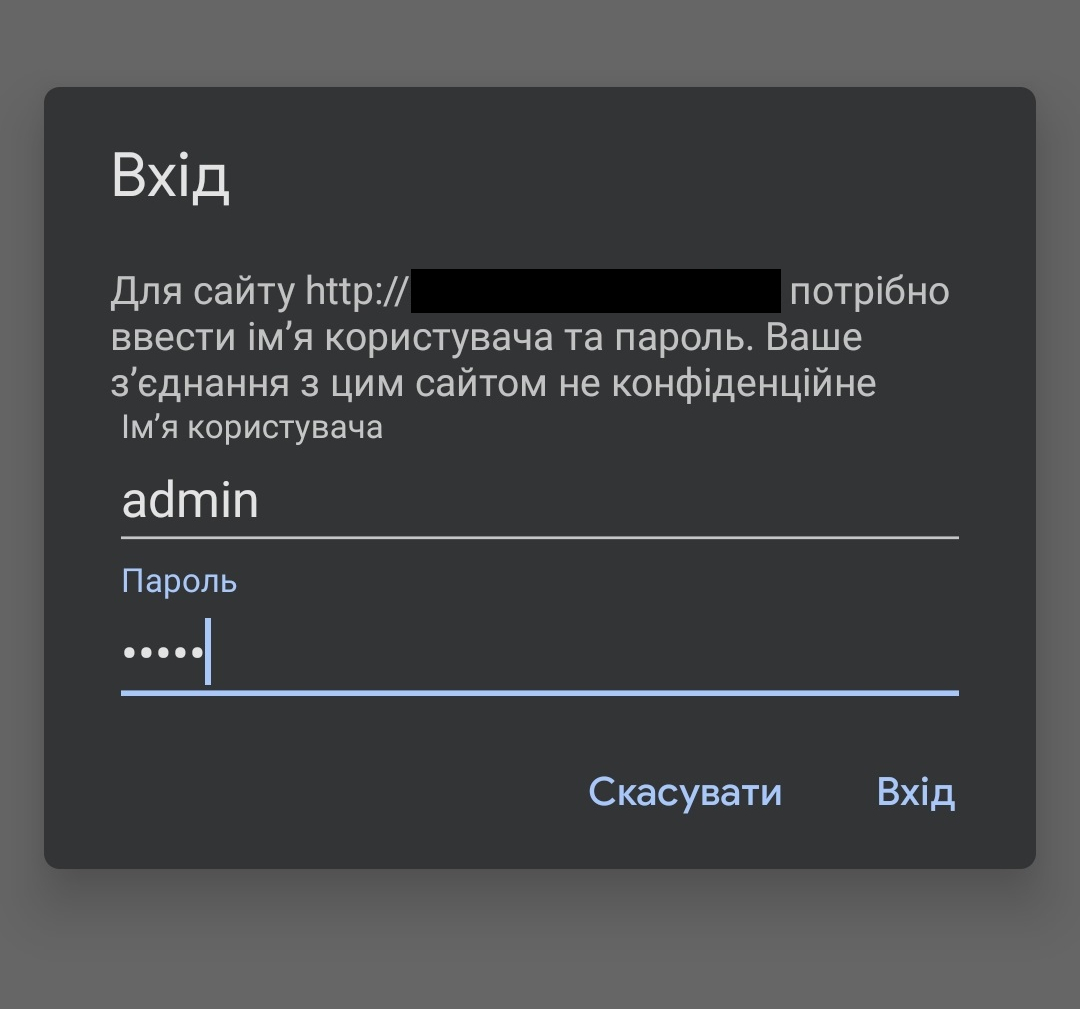 Вхід
Для сайту http:// потрібно
ввести ім’я користувача та пароль. Ваше
з’єднання з цим сайтом не конфіденційне
Ім’я користувача
admin
Пароль
•••••
Скасувати Вхід